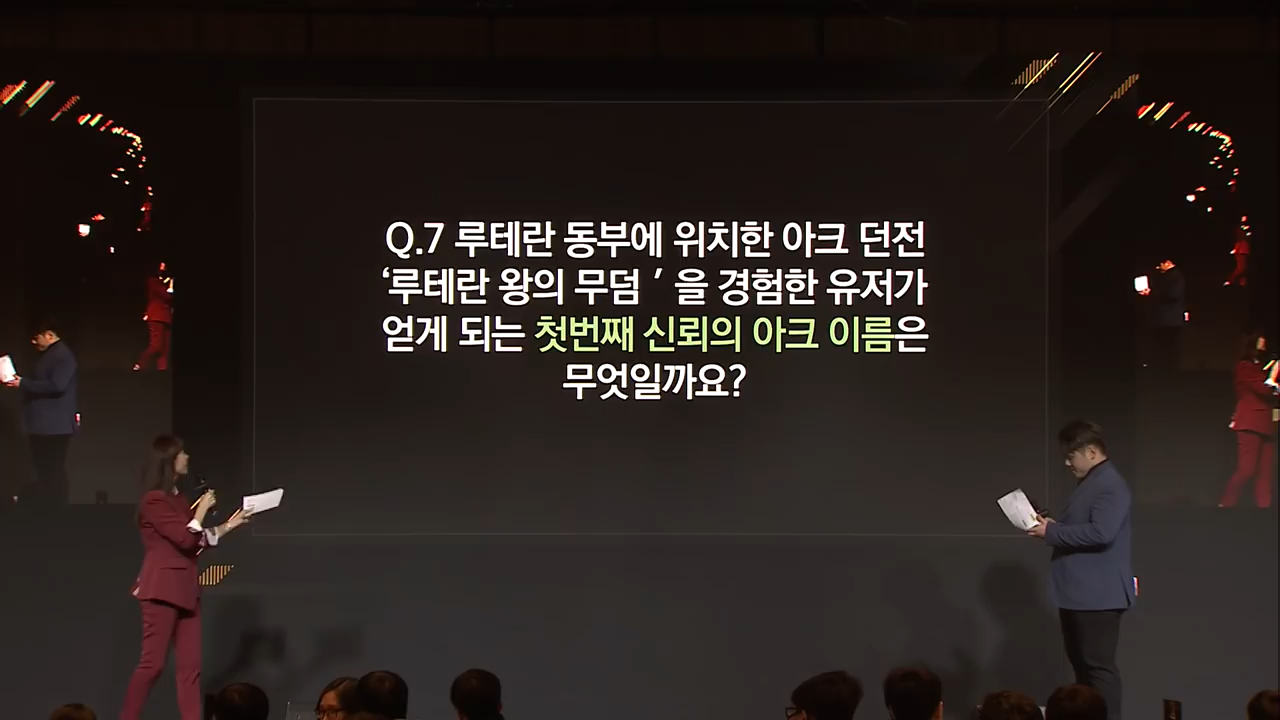 Q.7 루테란 동부에 위치한 아크 던전
‘루테란 왕의 무덤 ’ 을 경험한 유저가
얻게 되는 첫번째 신뢰의 아크 이름은
무엇일까요?